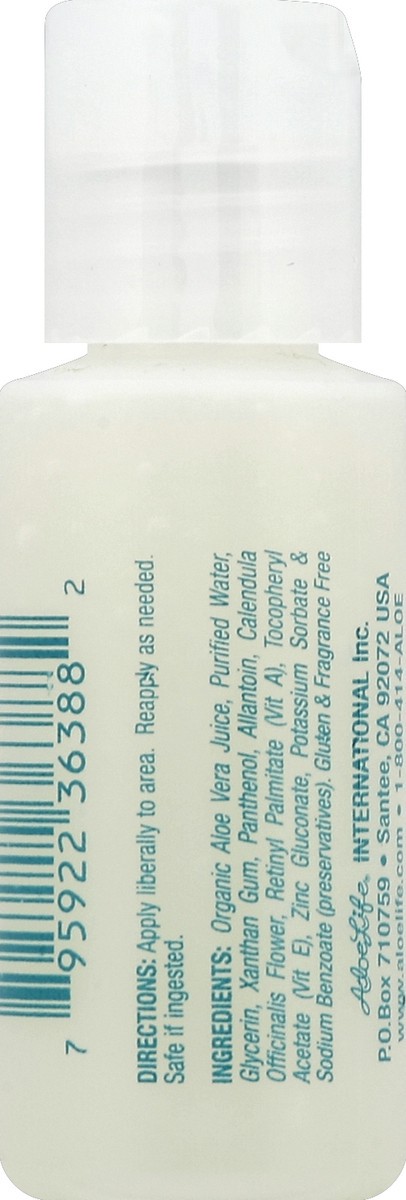 7 95922 36388 2
DIRECTIONS: Apply liberally to area. Reapply as needed.
Safe if ingested.
INGREDIENTS: Organic Aloe Vera Juice, Purified Water,
Glycerin, Xanthan Gum, Panthenol, Allantoin, Calendula
Officinalis Flower, Retinyl Palmitate (Vit A), Tocopheryl
Acetate (Vit E), Zinc Gluconate, Potassium Sorbate &
Sodium Benzoate (preservatives). Gluten & Fragrance Free
Aloe Life INTERNATIONAL Inc.
P.O. Box 710759 • Santee, CA 92072 USA
www.aloelife.com • 1-800-414-ALOE